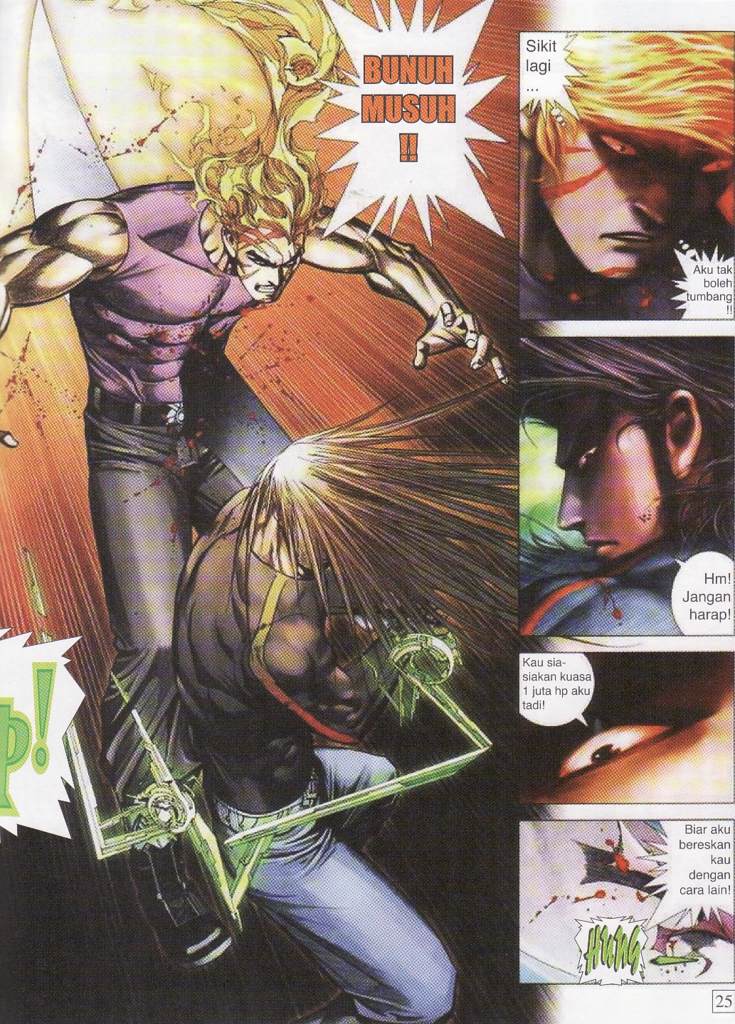 BUNUH
MUSUH
!!
Sikit
lagi
...
Aku tak
boleh
tumbang
!!
Hm!
Jangan
harap!
P!
Kau sia-
siakan kuasa
1 juta hp aku
tadi!
Biar aku
bereskan
kau
dengan
cara lain!
HUNG
25